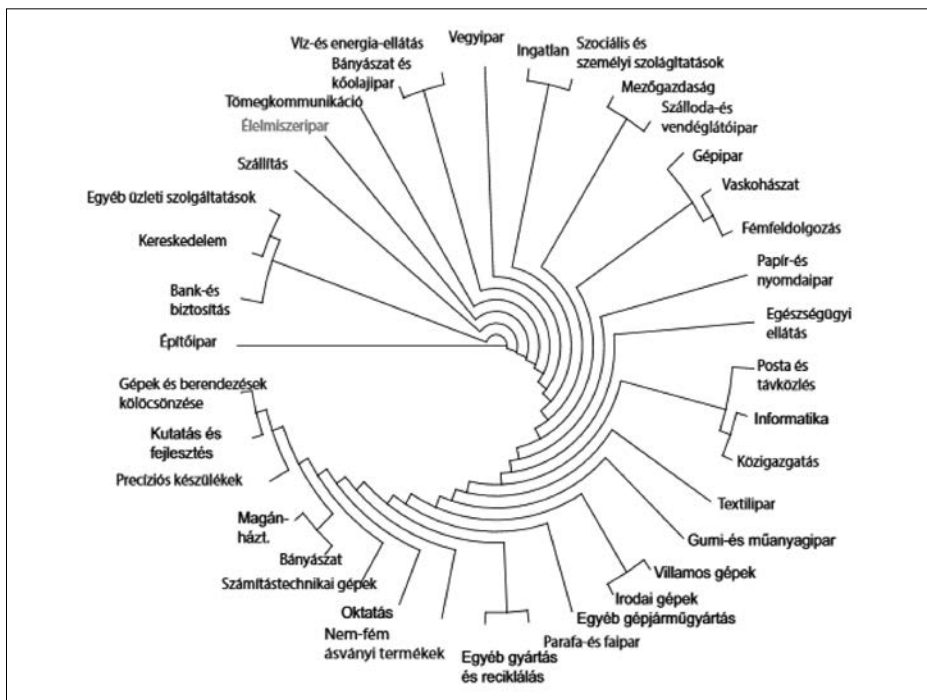 Víz-és energia-ellátás
Bányászat és
kőolajipar
Vegyipar
Ingatlan
Szociális és
személyi szolágltatások
Tömegkommunikáció
Élelmiszeripar
Szállítás
Egyéb üzleti szolgáltatások
Kereskedelem
Bank-és
biztosítás
Építőipar
Mezőgazdaság
Szálloda-és
vendéglátóipar
Gépipar
Vaskohászat
Fémfeldolgozás
Papír-és
nyomdaipar
Egészségügyi
ellátás
Posta és
távközlés
Informatika
Közigazgatás
Textilipar
Gumi-és műanyagipar
Villamos gépek
Irodai gépek
Egyéb gépjárműgyártás
Parafa-és faipar
Egyéb gyártás
és reciklálás
Nem-fém
ásványi termékek
Oktatás
Számítástechnikai gépek
Bányászat
Magán-
házt.
Precíziós készülékek
Kutatás és
fejlesztés
Gépek és berendezések
kölöcsönzése